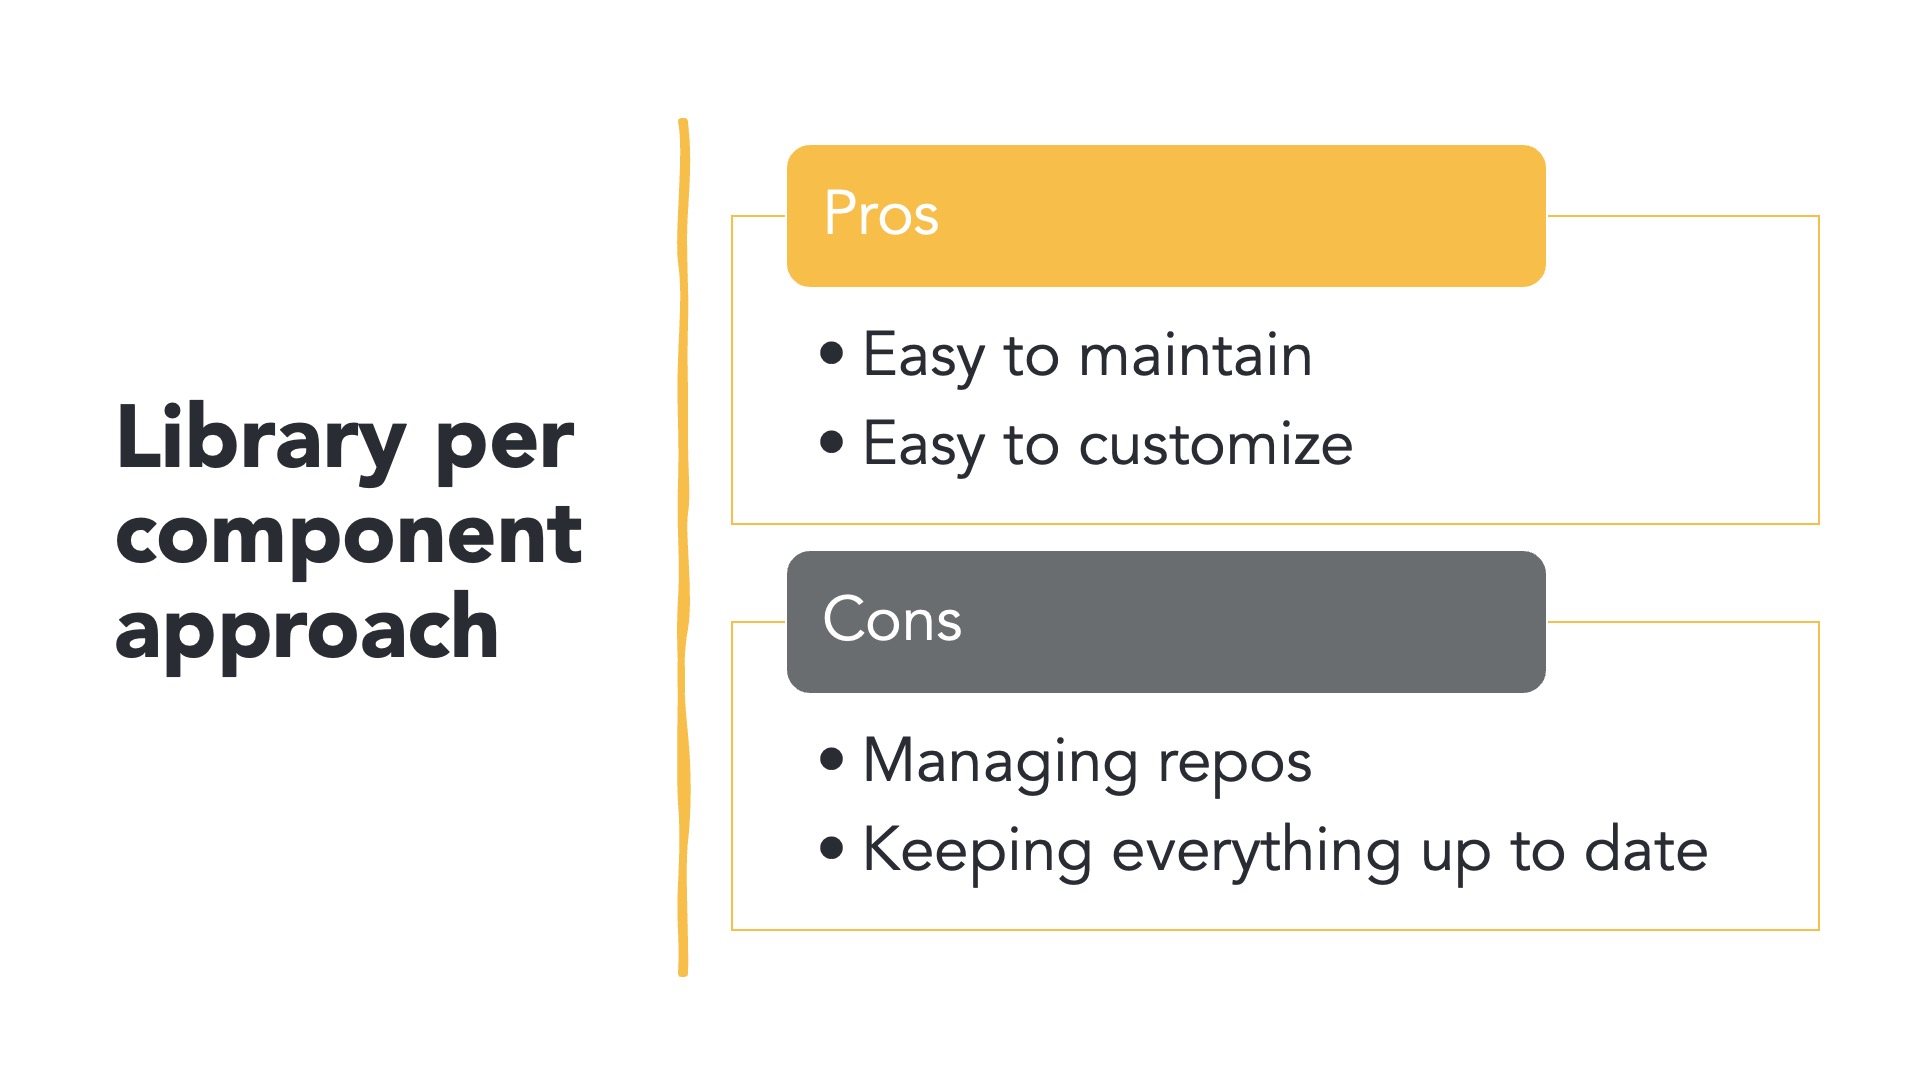 Library per
component
approach
Pros
• Easy to maintain
• Easy to customize
Cons
• Managing repos
• Keeping everything up to date